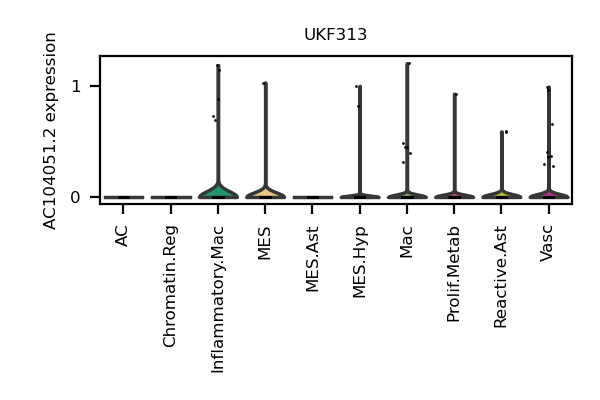 UKF313
AC104051.2 expression
1
0
AC
Chromatin.Reg
Inflammatory.Mac
MES
MES.Ast
MES.Hyp
Mac
Prolif.Metab
Reactive.Ast
Vasc